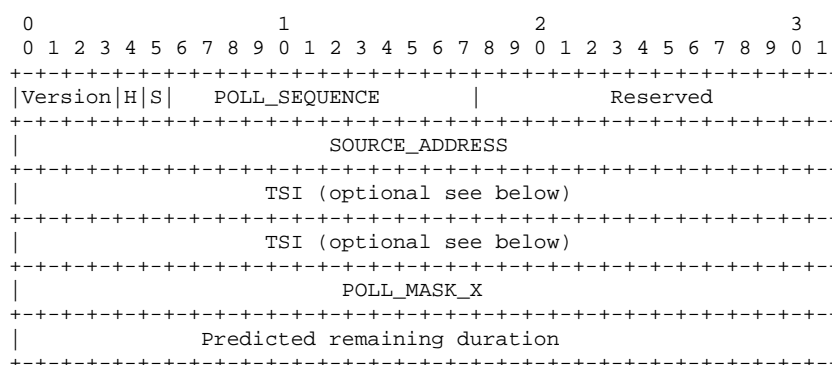 0                   1                   2                   3
0 1 2 3 4 5 6 7 8 9 0 1 2 3 4 5 6 7 8 9 0 1 2 3 4 5 6 7 8 9 0 1
+-+-+-+-+-+-+-+-+-+-+-+-+-+-+-+-+-+-+-+-+-+-+-+-+-+-+-+-+-+-+-+-
|Version|H|S|   POLL_SEQUENCE       |          Reserved
+-+-+-+-+-+-+-+-+-+-+-+-+-+-+-+-+-+-+-+-+-+-+-+-+-+-+-+-+-+-+-+-
|                        SOURCE_ADDRESS
+-+-+-+-+-+-+-+-+-+-+-+-+-+-+-+-+-+-+-+-+-+-+-+-+-+-+-+-+-+-+-+-
|                   TSI (optional see below)
+-+-+-+-+-+-+-+-+-+-+-+-+-+-+-+-+-+-+-+-+-+-+-+-+-+-+-+-+-+-+-+-
|                   TSI (optional see below)
+-+-+-+-+-+-+-+-+-+-+-+-+-+-+-+-+-+-+-+-+-+-+-+-+-+-+-+-+-+-+-+-
|                         POLL_MASK_X
+-+-+-+-+-+-+-+-+-+-+-+-+-+-+-+-+-+-+-+-+-+-+-+-+-+-+-+-+-+-+-+-
|              Predicted remaining duration
+-+-+-+-+-+-+-+-+-+-+-+-+-+-+-+-+-+-+-+-+-+-+-+-+-+-+-+-+-+-+-+-